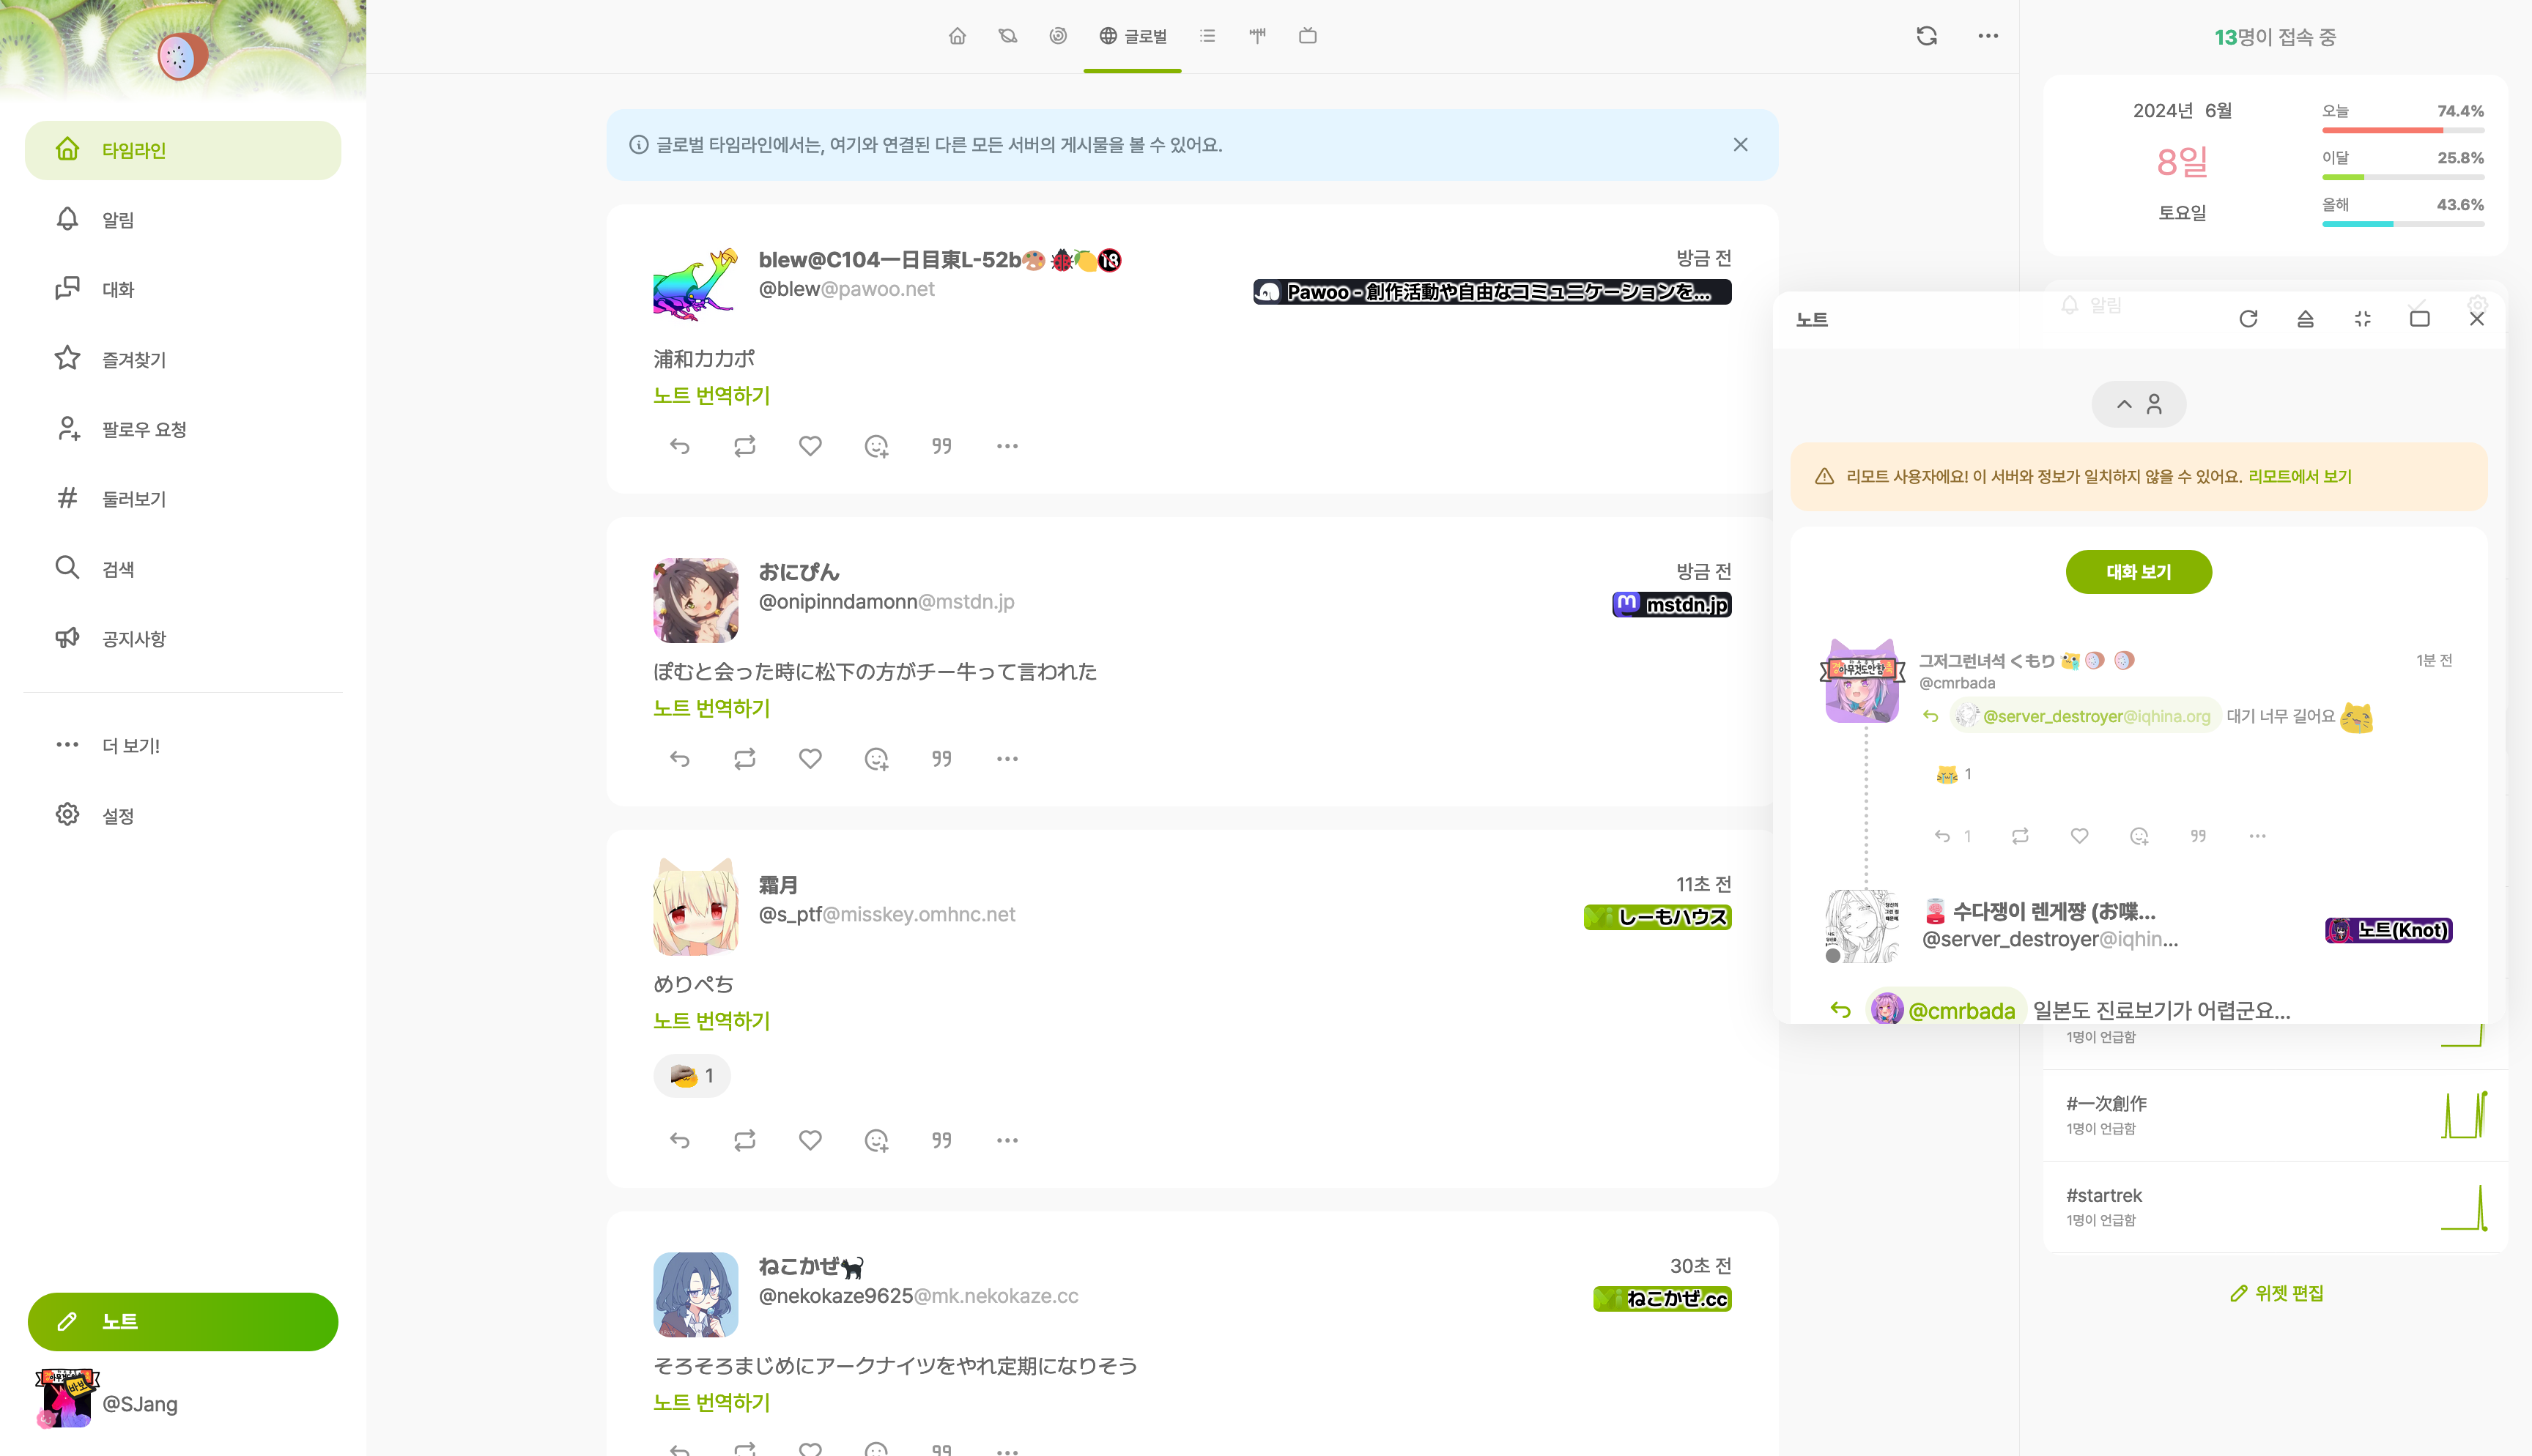 타임라인
알림
대화
즐겨찾기
팔로우 요청
둘러보기
검색
공지사항
더 보기!
설정
노트
@SJang
글로벌
글로벌 타임라인에서는, 여기와 연결된 다른 모든 서버의 게시물을 볼 수 있어요.
blew@C104一日目東L-52b
방금 전
@blew@pawoo.net
Pawoo - 創作活動や自由なコミュニケーションを...
浦和カカポ
노트 번역하기
おにぴん
방금 전
@onipinndamonn@mstdn.jp
mstdn.jp
ぽむと会った時に松下の方がチー牛って言われた
노트 번역하기
霜月
11초 전
@s_ptf@misskey.omhnc.net
しーもハウス
めりぺち
노트 번역하기
1
ねこかぜ
30초 전
@nekokaze9625@mk.nekokaze.cc
ねこかぜ.cc
そろそろまじめにアークナイツをやれ定期になりそう
노트 번역하기
13명이 접속 중
2024년 6월
8일
토요일
오늘 74.4%
이달 25.8%
올해 43.6%
알림
노트
리모트 사용자에요! 이 서버와 정보가 일치하지 않을 수 있어요. 리모트에서 보기
대화 보기
아무것도안함
그저그런녀석 くもり
1분 전
@cmrbada
@server_destroyer@iqhina.org 대기 너무 길어요
1
1
수다쟁이 렌게쨩 (お喋...
@server_destroyer@iqhin...
노트(Knot)
@cmrbada 일본도 진료보기가 어렵군요...
1명이 언급함
#一次創作
1명이 언급함
#startrek
1명이 언급함
위젯 편집